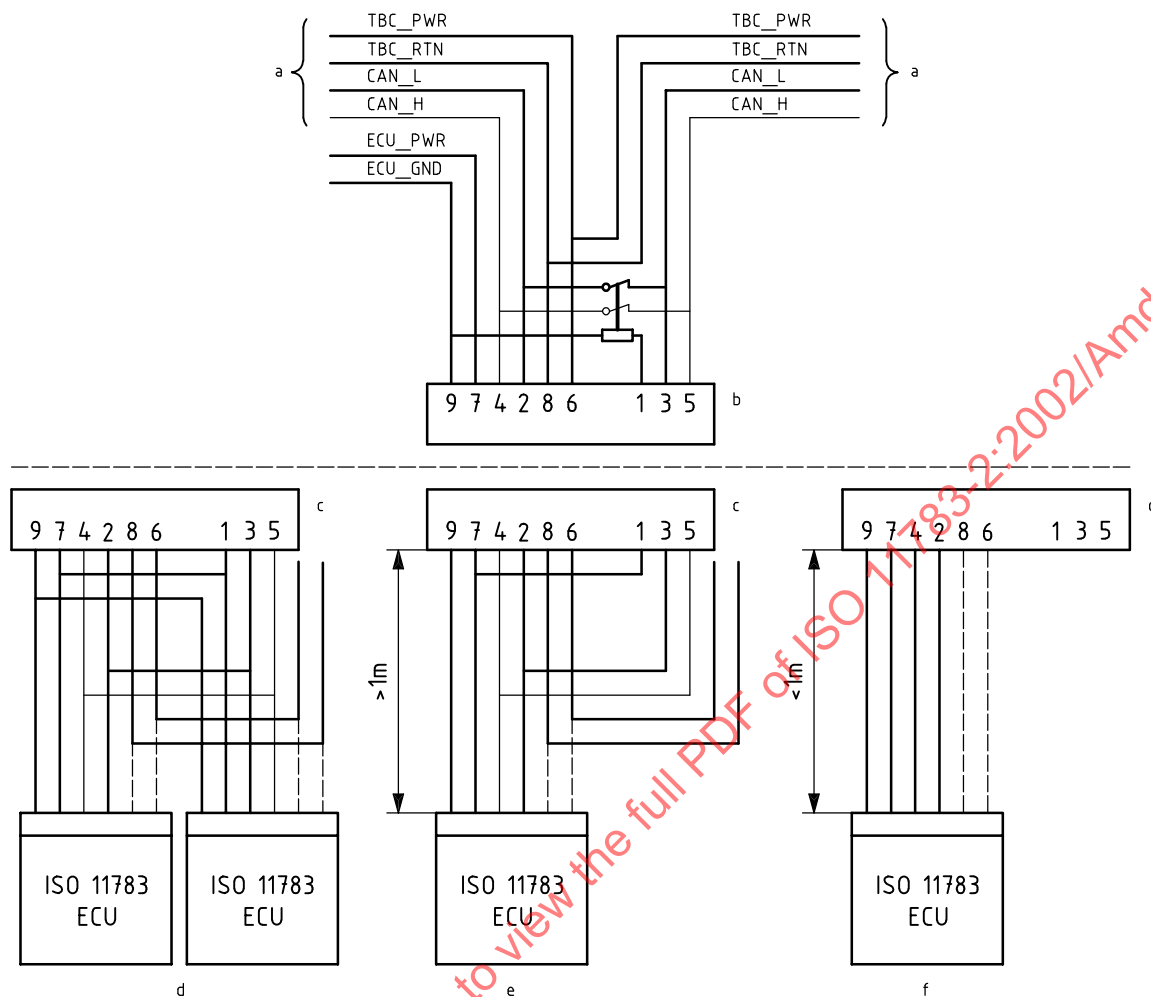 TBC_PWR TBC_PWR
TBC_RTN TBC_RTN
a CAN_L CAN_L a
CAN_H CAN_H
ECU_PWR
ECU_GND
9 7 4 2 8 6 1 3 5 b
c c
9 7 4 2 8 6 1 3 5
9 7 4 2 8 6 1 3 5
9 7 4 2 8 6 1 3 5
>1m
<1m
ISO 11783
ECU
ISO 11783
ECU
ISO 11783
ECU
ISO 11783
ECU
d e f
to view the full PDF of ISO 11783-2:2002/Amd